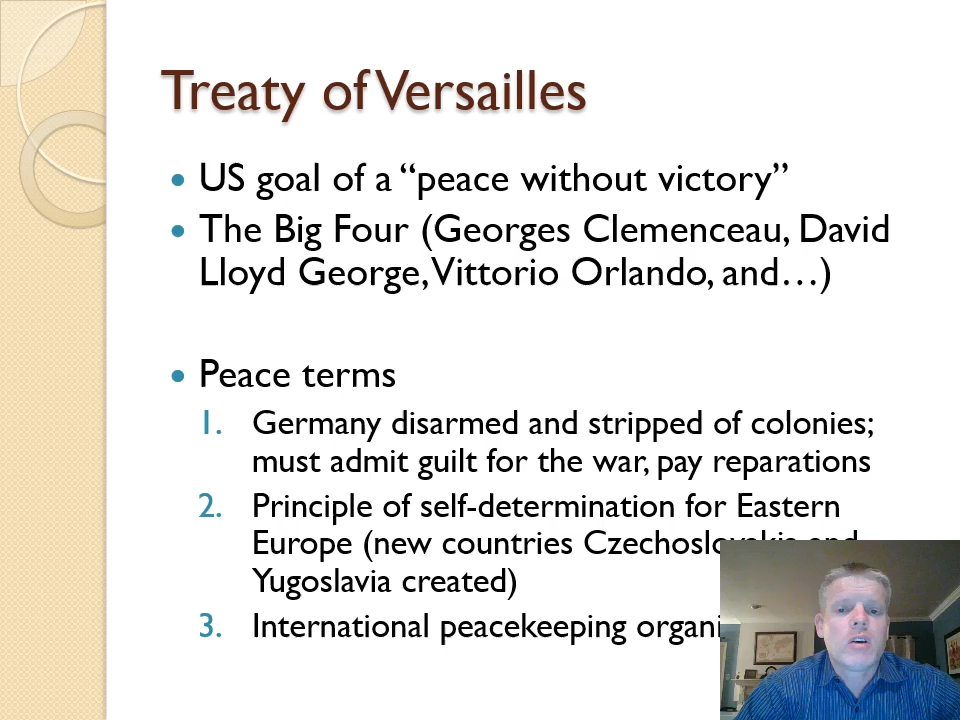 Treaty of Versailles
• US goal of a “peace without victory”
• The Big Four (Georges Clemenceau, David
Lloyd George, Vittorio Orlando, and…)
• Peace terms
1. Germany disarmed and stripped of colonies;
must admit guilt for the war, pay reparations
2. Principle of self-determination for Eastern
Europe (new countries Czechoslovakia and
Yugoslavia created)
3. International peacekeeping